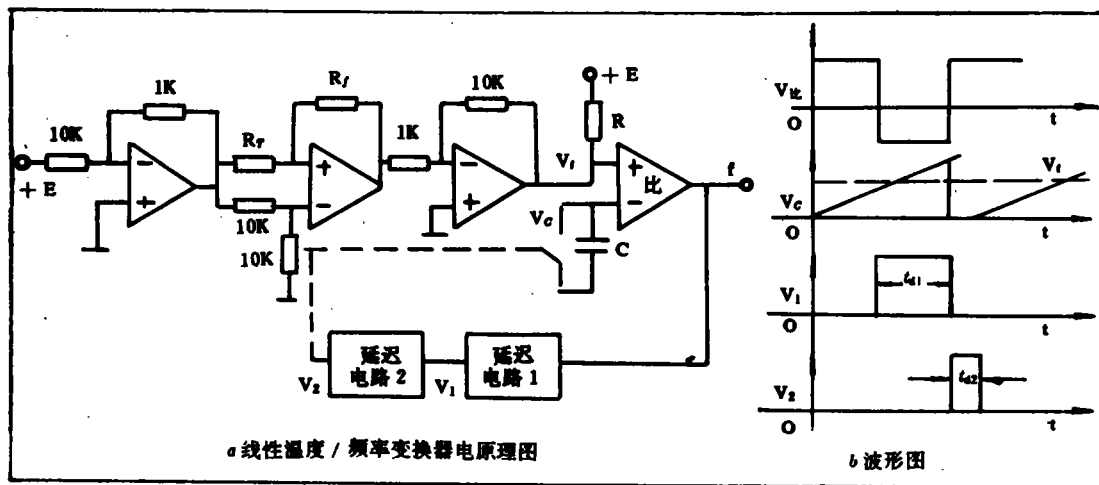 1K
10K
+ E
R_T
10K
10K
R_f
1K
10K
V_f
+ E
R
V_C
C
比
f
延迟
电路 2
V_2
延迟
电路 1
V_1
a 线性温度 / 频率变换器电原理图
V_比
O
t
V_f
V_C
O
t
t_d1
V_1
O
t
t_d2
V_2
O
t
b 波形图